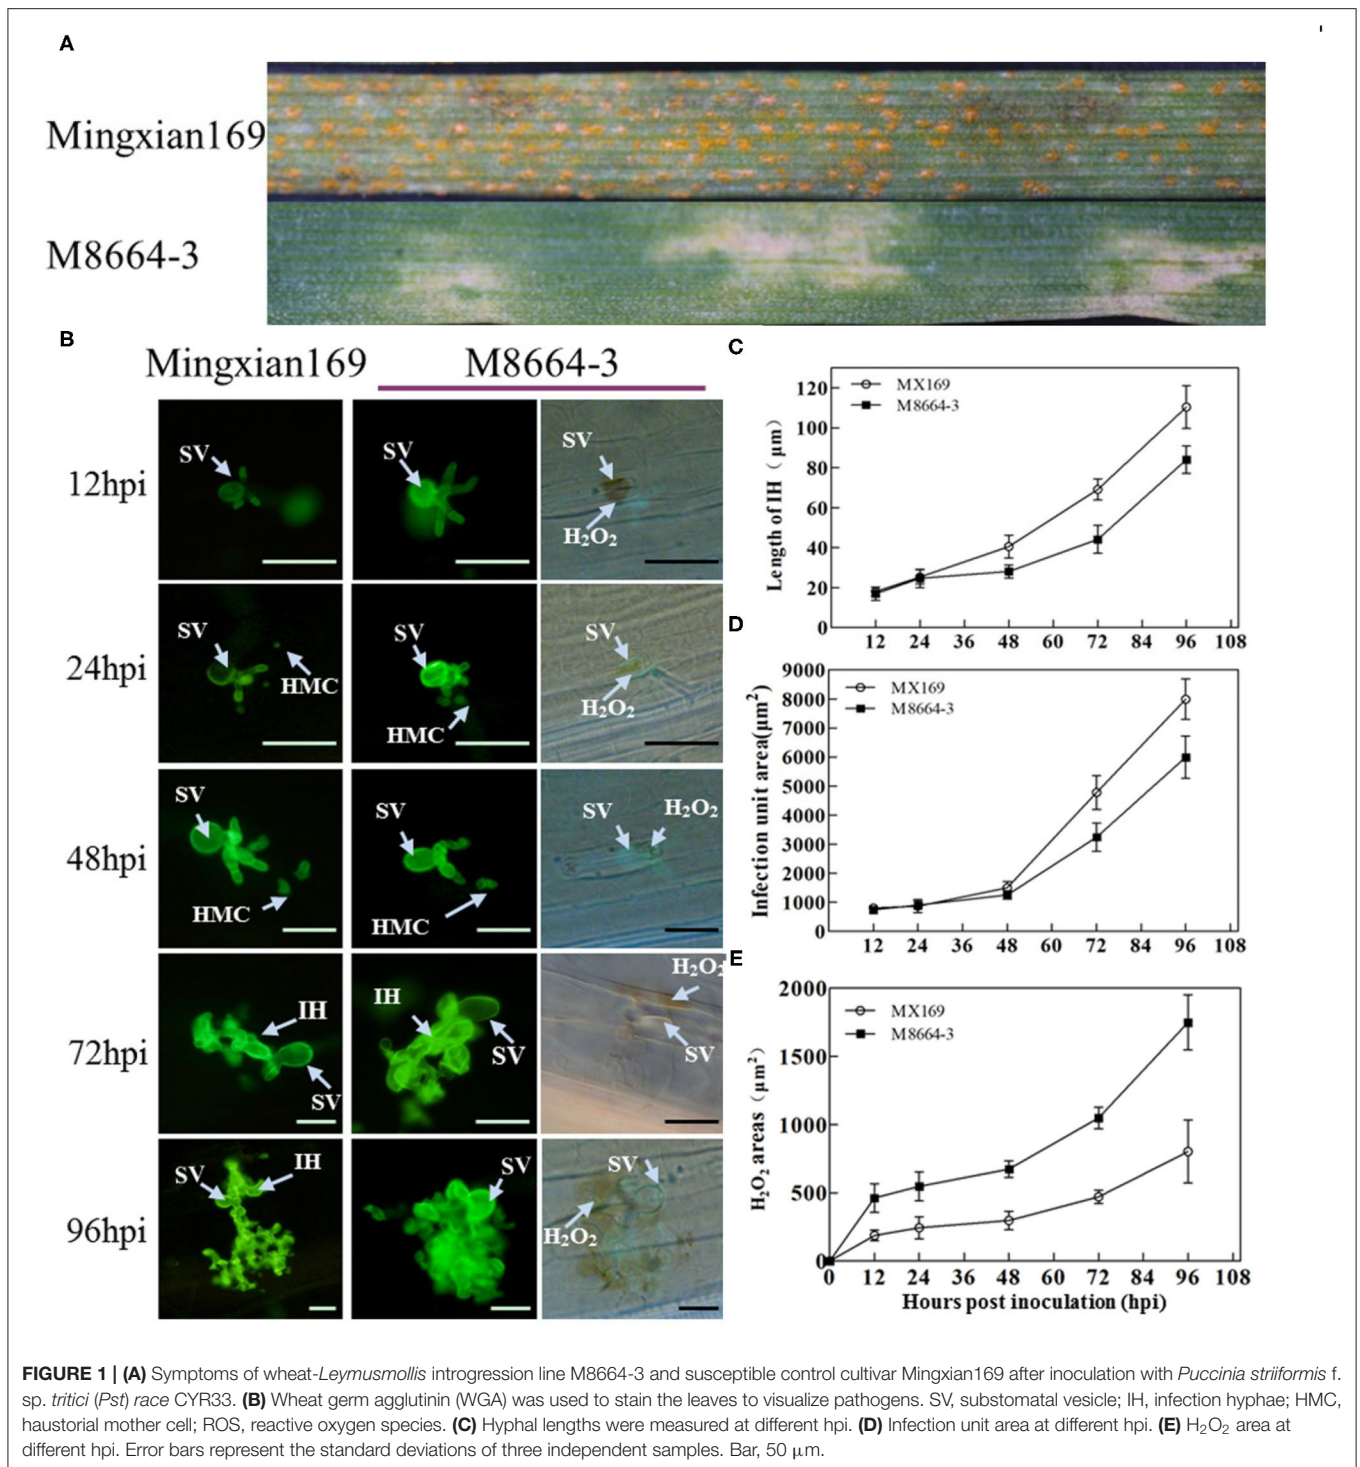 A
Mingxian169
M8664-3
B
Mingxian169 M8664-3
12hpi
SV
SV
SV
H₂O₂
24hpi
SV
HMC
SV
HMC
SV
H₂O₂
48hpi
SV
HMC
SV
HMC
SV
H₂O₂
72hpi
IH
SV
IH
SV
H₂O₂
SV
96hpi
SV
IH
SV
SV
H₂O₂
C
Length of IH ( μm)
120
100
80
60
40
20
0
MX169
M8664-3
12 24 36 48 60 72 84 96 108
D
Infection unit area(μm²)
9000
8000
7000
6000
5000
4000
3000
2000
1000
0
MX169
M8664-3
12 24 36 48 60 72 84 96 108
E
H₂O₂ areas (μm²)
2000
1500
1000
500
0
MX169
M8664-3
0 12 24 36 48 60 72 84 96 108
Hours post inoculation (hpi)
FIGURE 1 | (A) Symptoms of wheat-Leymusmollis introgression line M8664-3 and susceptible control cultivar Mingxian169 after inoculation with Puccinia striiformis f.
sp. tritici (Pst) race CYR33. (B) Wheat germ agglutinin (WGA) was used to stain the leaves to visualize pathogens. SV, substomatal vesicle; IH, infection hyphae; HMC,
haustorial mother cell; ROS, reactive oxygen species. (C) Hyphal lengths were measured at different hpi. (D) Infection unit area at different hpi. (E) H₂O₂ area at
different hpi. Error bars represent the standard deviations of three independent samples. Bar, 50 μm.